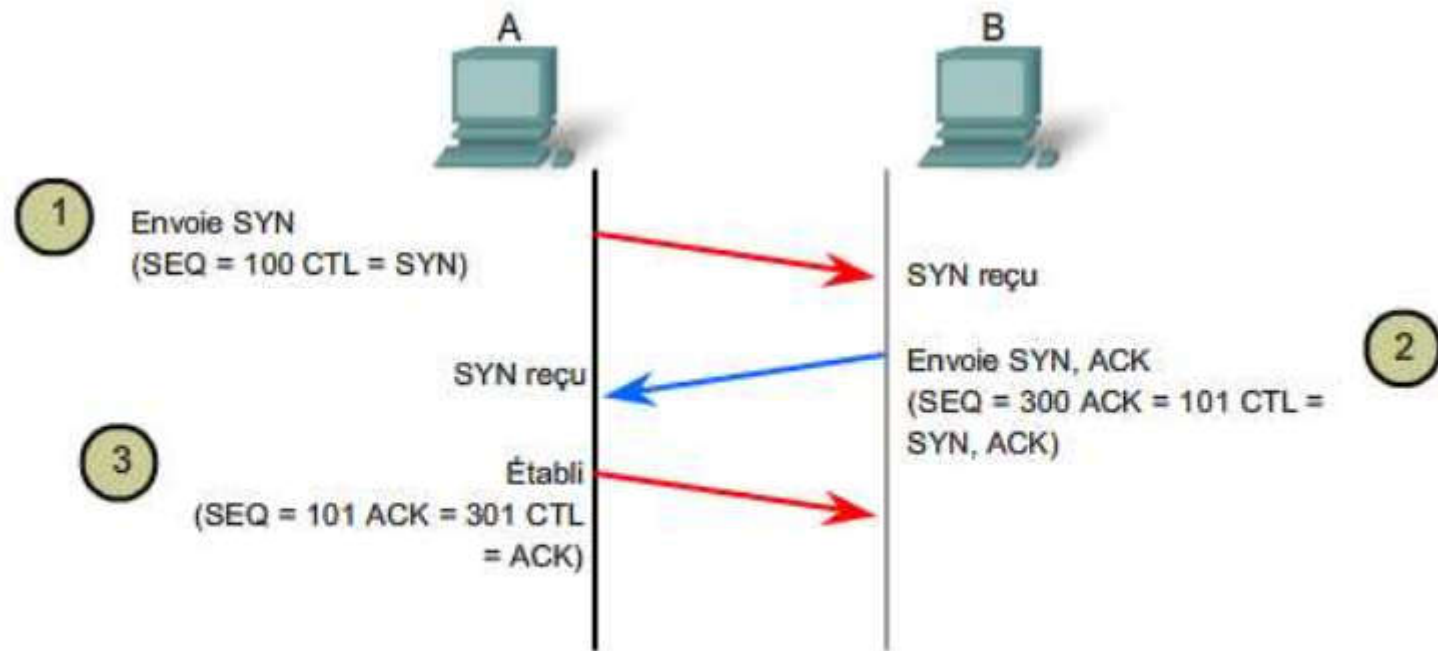 A
B
1
Envoie SYN
(SEQ = 100 CTL = SYN)
SYN reçu
2
Envoie SYN, ACK
(SEQ = 300 ACK = 101 CTL =
SYN, ACK)
SYN reçu
3
Établi
(SEQ = 101 ACK = 301 CTL
= ACK)